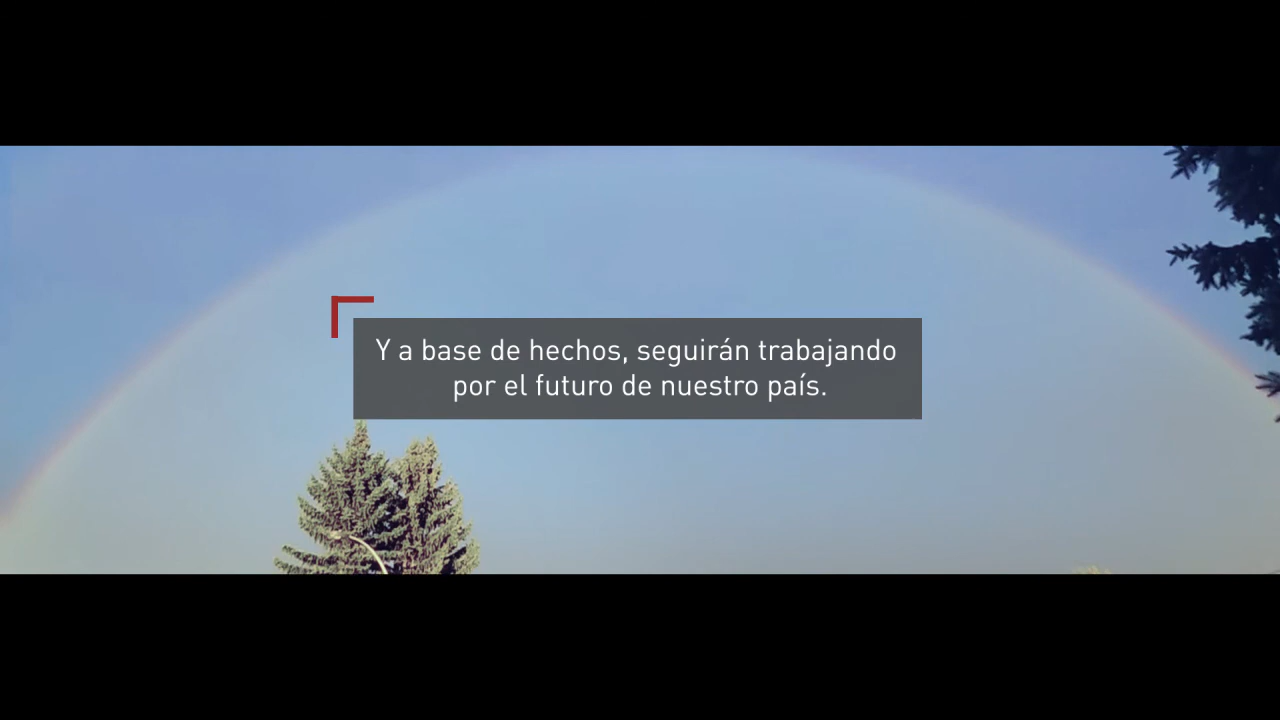 Y a base de hechos, seguirán trabajando
por el futuro de nuestro país.